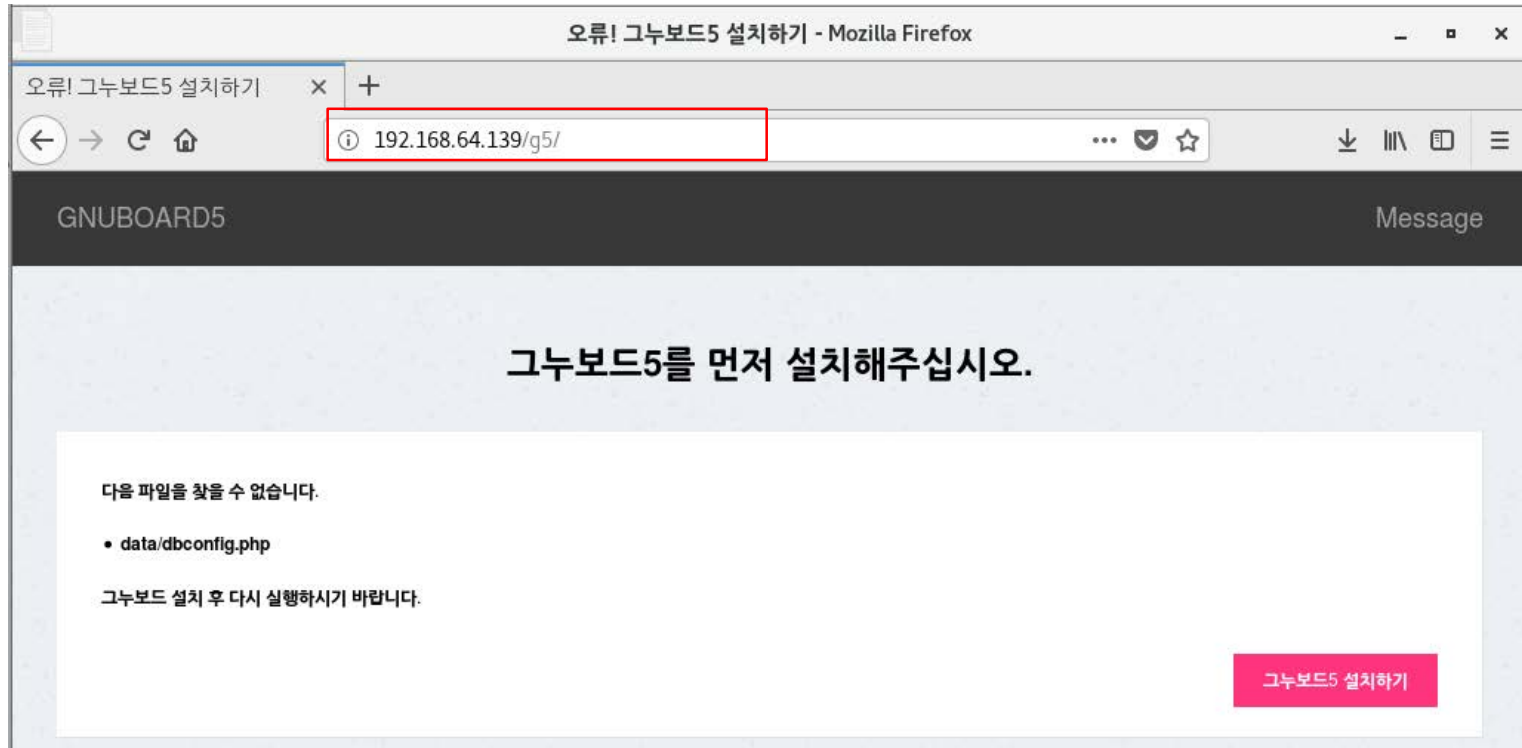 오류! 그누보드5 설치하기 - Mozilla Firefox
오류! 그누보드5 설치하기
192.168.64.139/g5/
GNUBOARD5
Message
그누보드5를 먼저 설치해주십시오.
다음 파일을 찾을 수 없습니다.
• data/dbconfig.php
그누보드 설치 후 다시 실행하시기 바랍니다.
그누보드5 설치하기